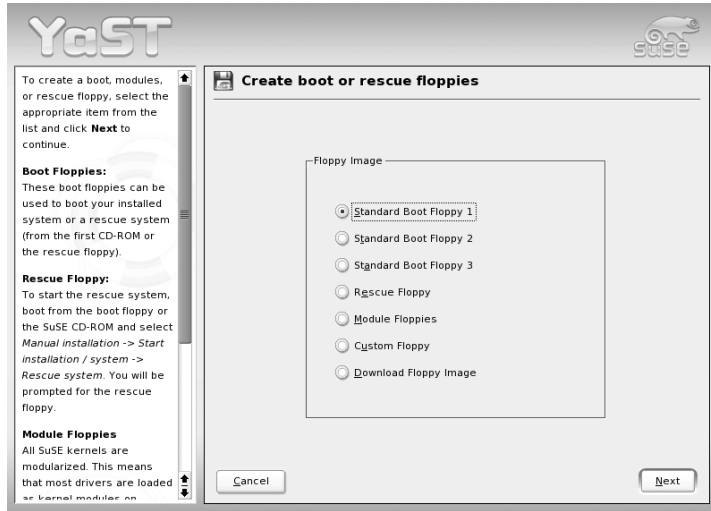 YaST
SuSE
To create a boot, modules,
or rescue floppy, select the
appropriate item from the
list and click Next to
continue.
Boot Floppies:
These boot floppies can be
used to boot your installed
system or a rescue system
(from the first CD-ROM or
the rescue floppy).
Rescue Floppy:
To start the rescue system,
boot from the boot floppy or
the SuSE CD-ROM and select
Manual installation -> Start
installation / system ->
Rescue system. You will be
prompted for the rescue
floppy.
Module Floppies
All SuSE kernels are
modularized. This means
that most drivers are loaded
as kernel modules on
Create boot or rescue floppies
Floppy Image
Standard Boot Floppy 1
Standard Boot Floppy 2
Standard Boot Floppy 3
Rescue Floppy
Module Floppies
Custom Floppy
Download Floppy Image
Cancel
Next